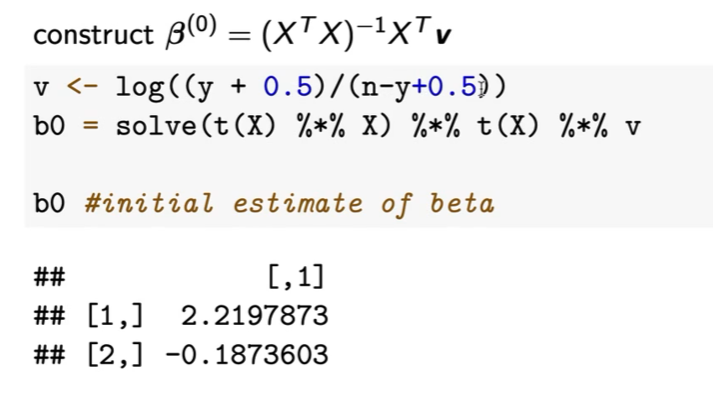 construct β⁽⁰⁾ = (XᵀX)⁻¹Xᵀv
v <- log((y + 0.5)/(n-y+0.5))
b0 = solve(t(X) %*% X) %*% t(X) %*% v
b0 #initial estimate of beta
## [,1]
## [1,] 2.2197873
## [2,] -0.1873603